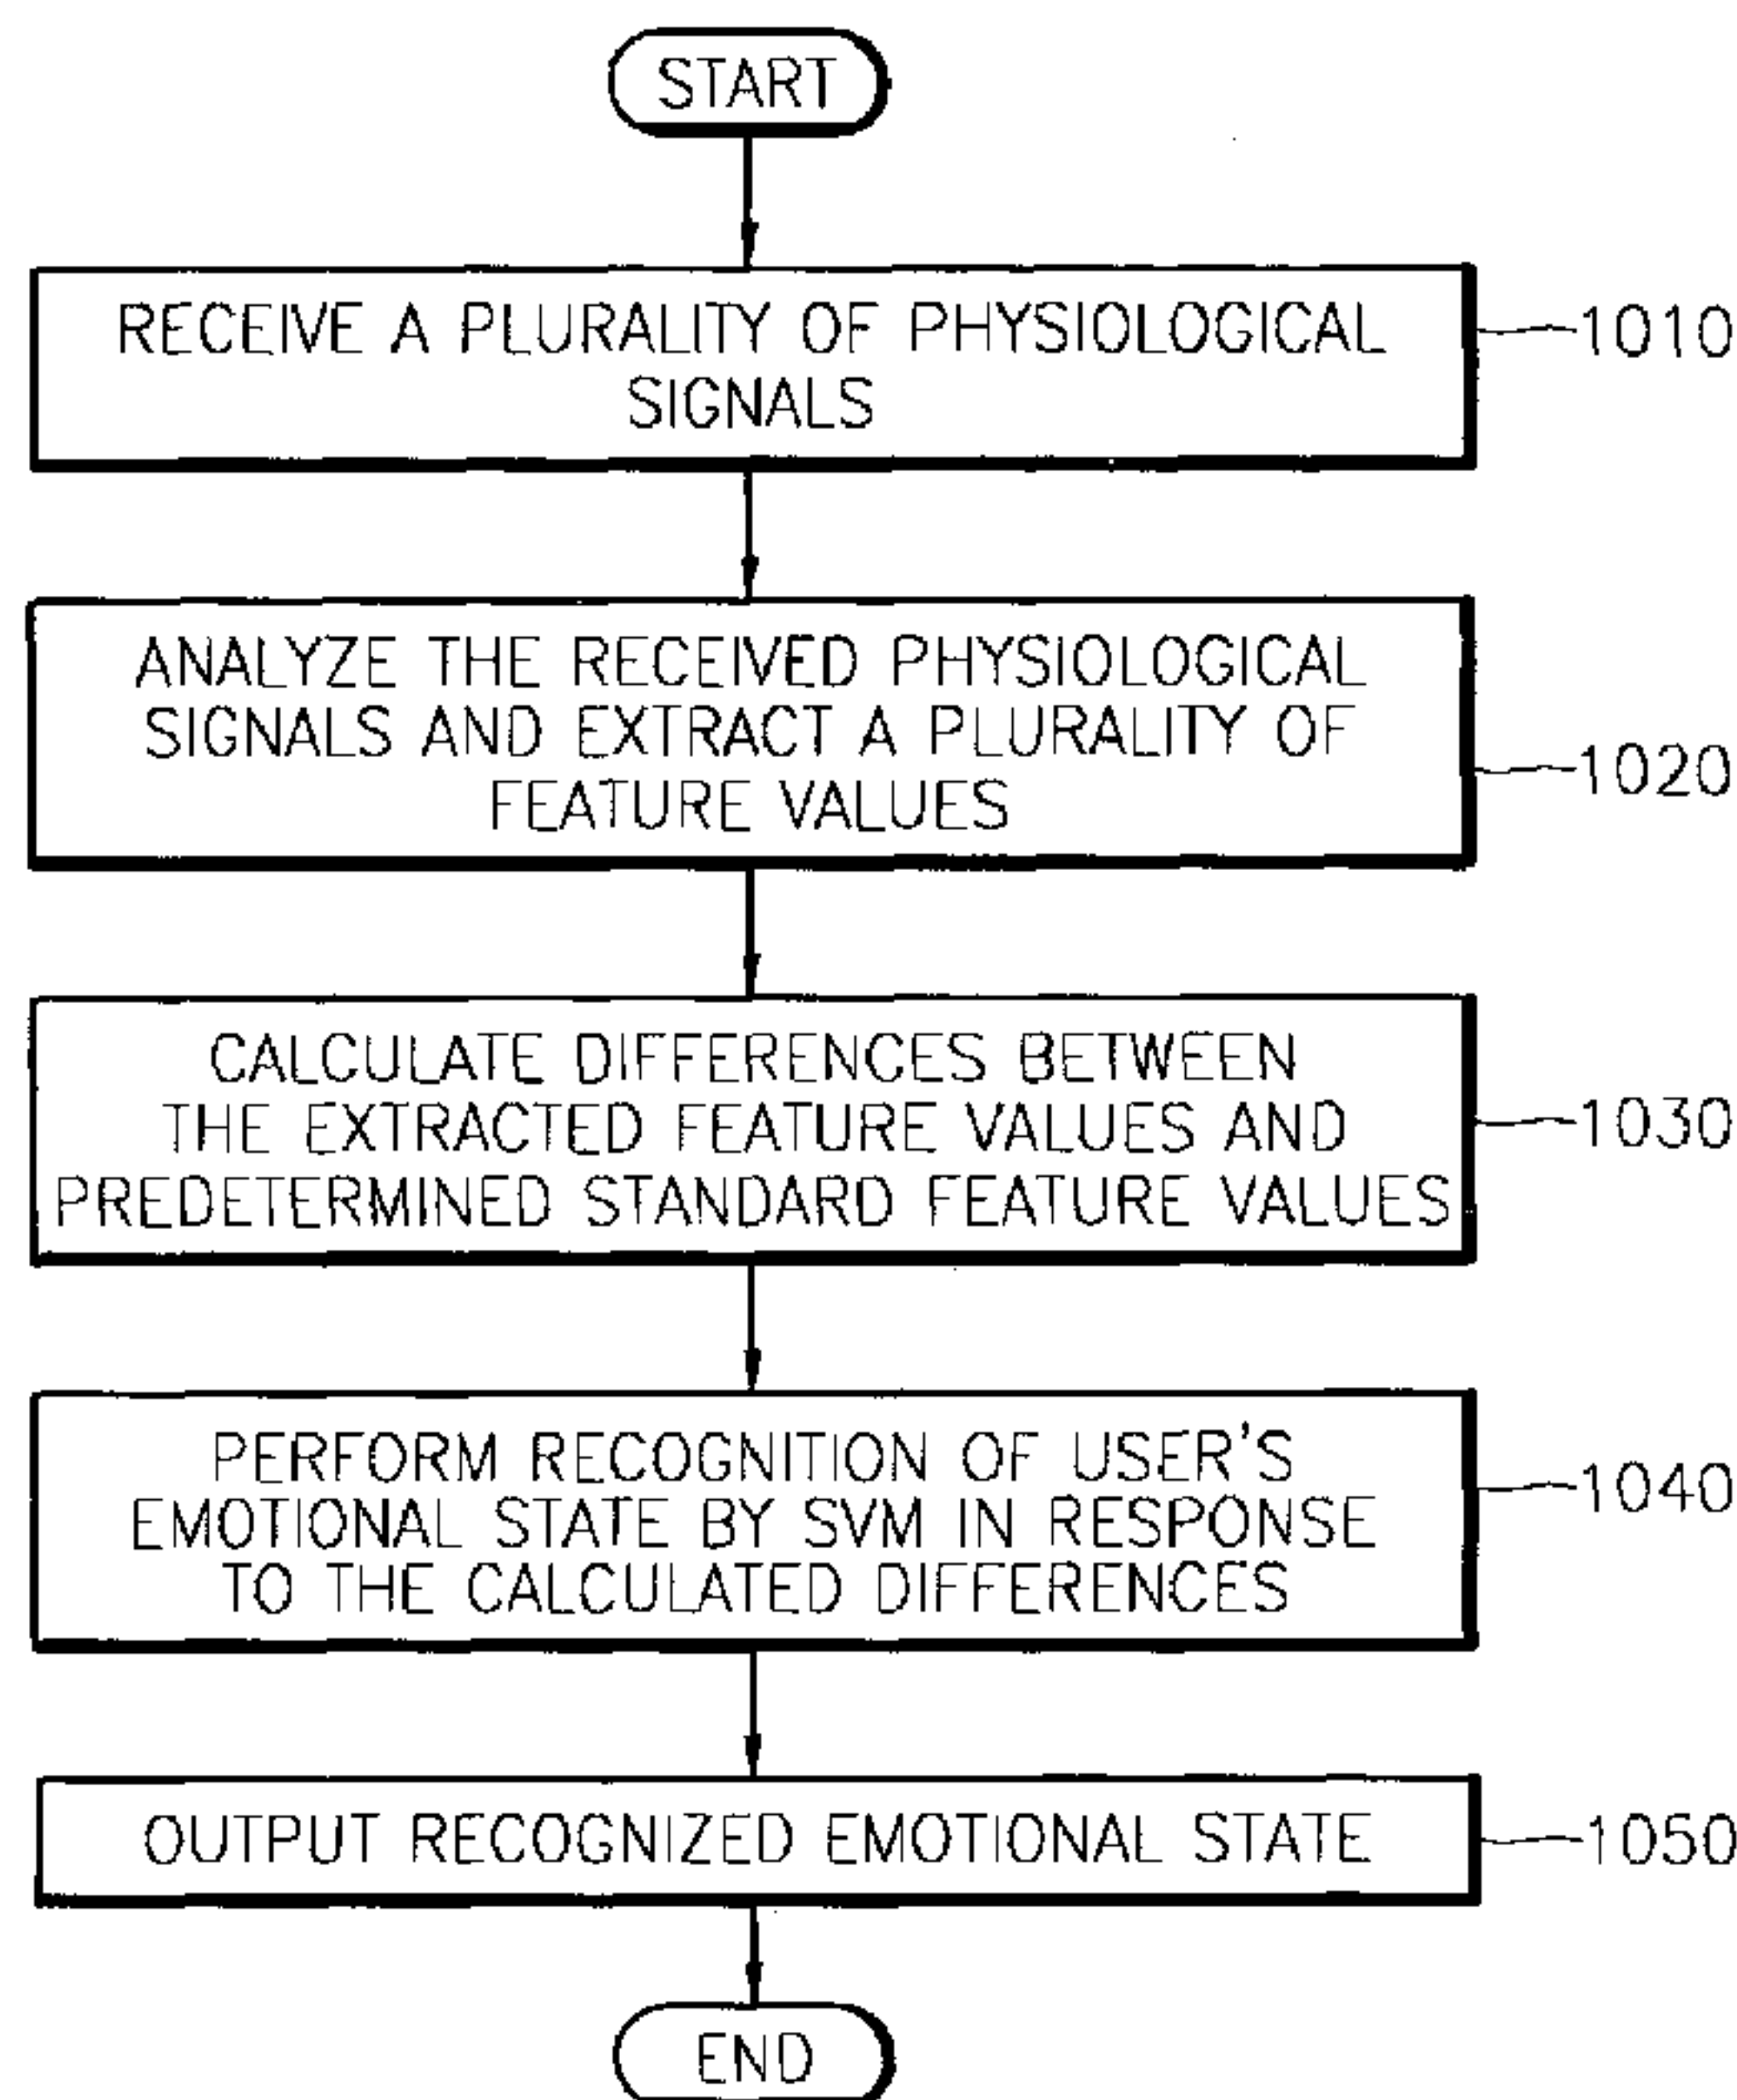 START
RECEIVE A PLURALITY OF PHYSIOLOGICAL
SIGNALS
1010
ANALYZE THE RECEIVED PHYSIOLOGICAL
SIGNALS AND EXTRACT A PLURALITY OF
FEATURE VALUES
1020
CALCULATE DIFFERENCES BETWEEN
THE EXTRACTED FEATURE VALUES AND
PREDETERMINED STANDARD FEATURE VALUES
1030
PERFORM RECOGNITION OF USER'S
EMOTIONAL STATE BY SVM IN RESPONSE
TO THE CALCULATED DIFFERENCES
1040
OUTPUT RECOGNIZED EMOTIONAL STATE
1050
END